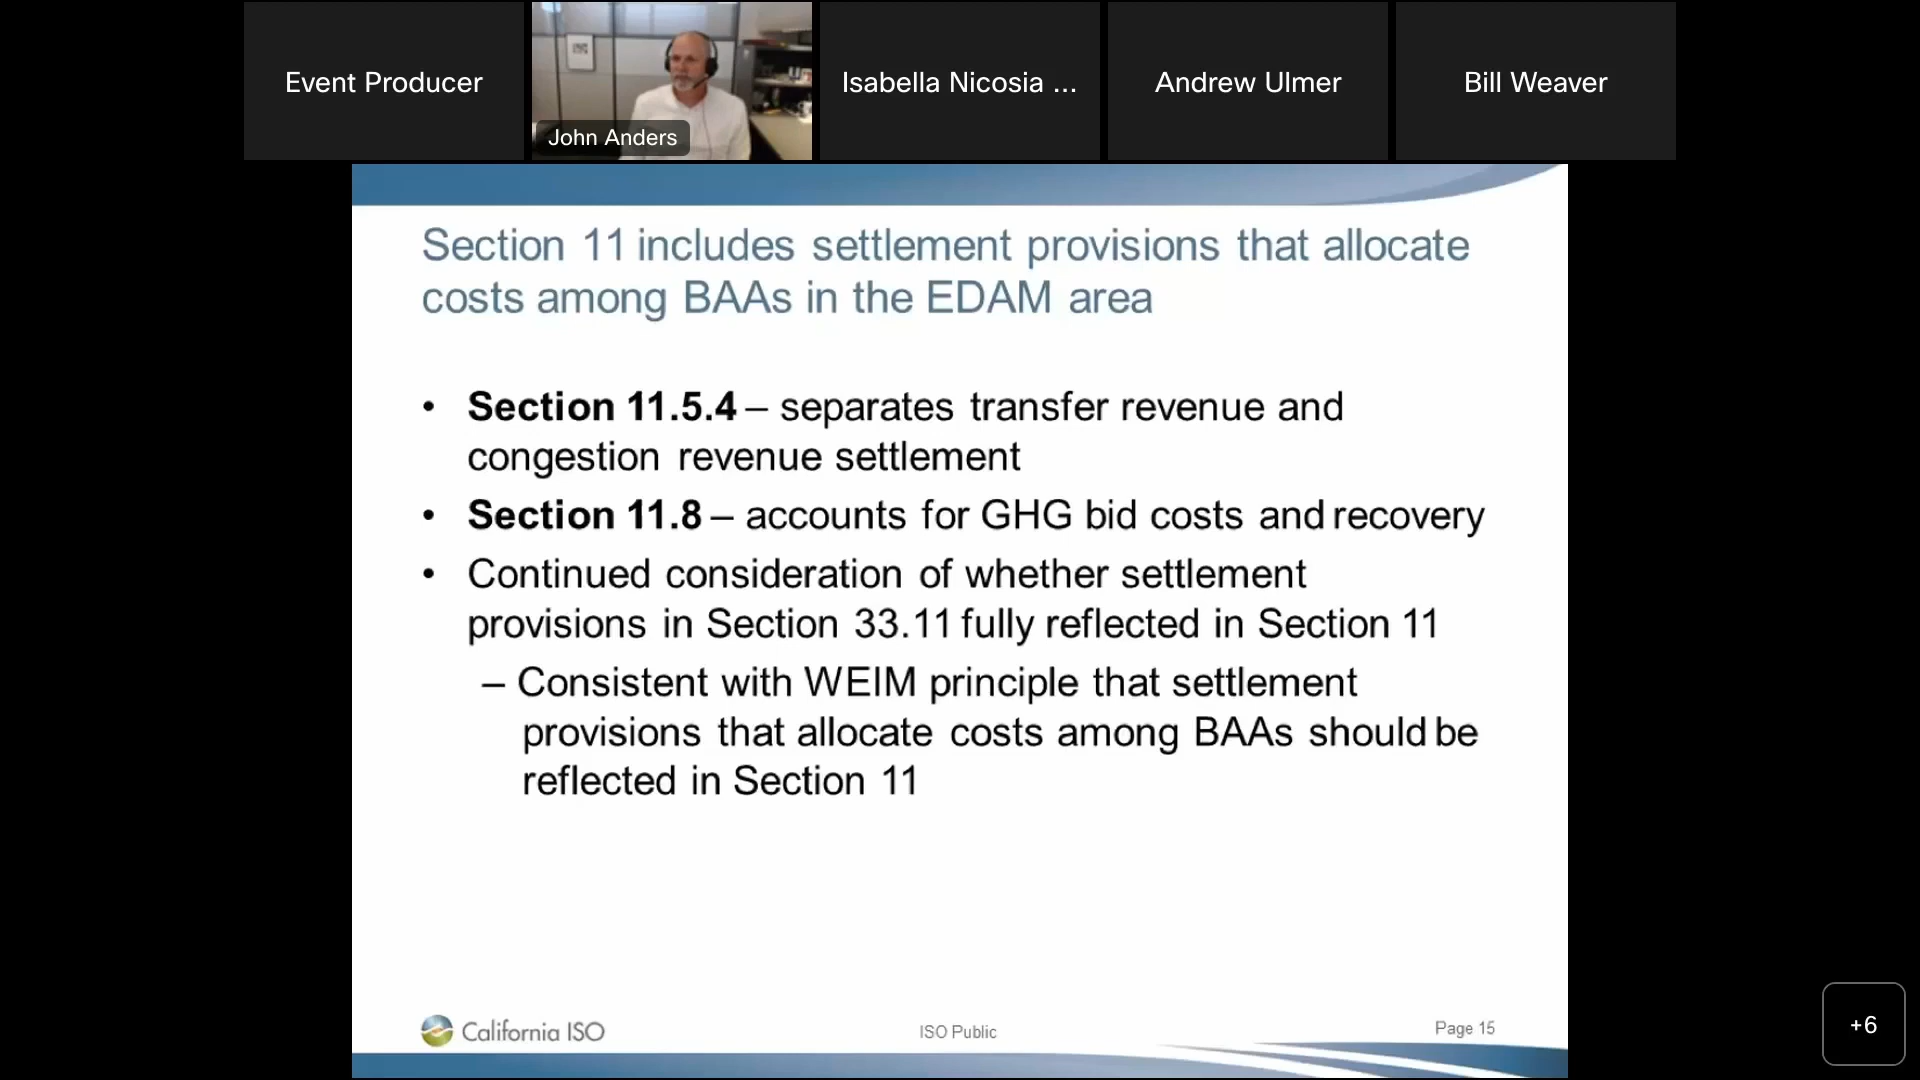 Event Producer
John Anders
Isabella Nicosia ...
Andrew Ulmer
Bill Weaver
Section 11 includes settlement provisions that allocate
costs among BAAs in the EDAM area
• Section 11.5.4 – separates transfer revenue and
congestion revenue settlement
• Section 11.8 – accounts for GHG bid costs and recovery
• Continued consideration of whether settlement
provisions in Section 33.11 fully reflected in Section 11
– Consistent with WEIM principle that settlement
provisions that allocate costs among BAAs should be
reflected in Section 11
California ISO
ISO Public
Page 15
+6